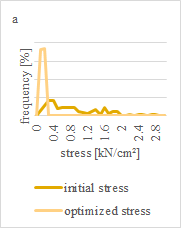 a
frequency [%]
0
0.4
0.8
1.2
1.6
2
2.4
2.8
stress [kN/cm²]
initial stress
optimized stress